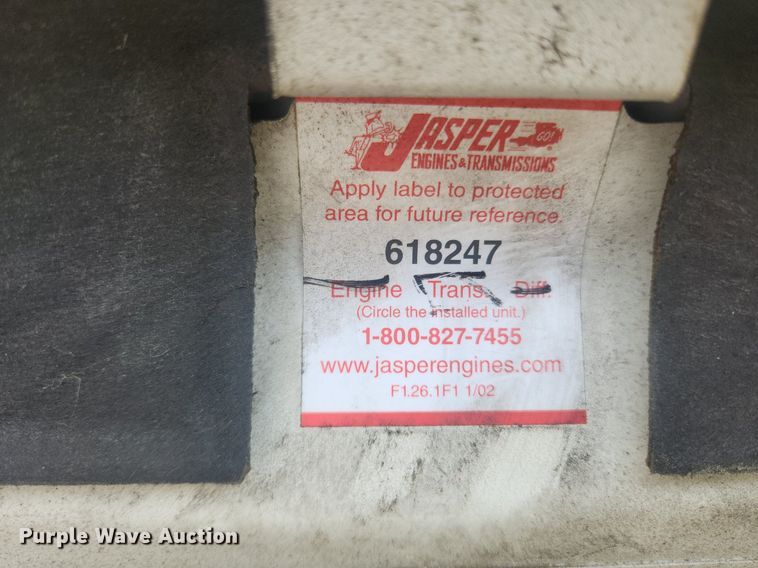 JASPER GO!
ENGINES & TRANSMISSIONS
Apply label to protected
area for future reference.
618247
Engine Trans. Diff.
(Circle the installed unit.)
1-800-827-7455
www.jasperengines.com
F1.26.1F1 1/02
Purple Wave Auction